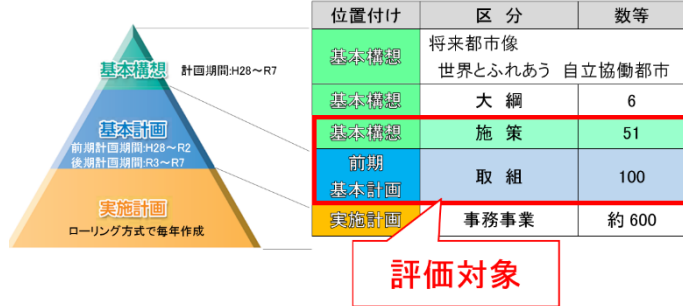 基本構想
計画期間:H28～R7
基本計画
前期計画期間:H28～R2
後期計画期間:R3～R7
実施計画
ローリング方式で毎年作成
位置付け 区 分 数等
基本構想 将来都市像
世界とふれあう 自立協働都市
基本構想 大 綱 6
基本構想 施 策 51
前期
基本計画 取 組 100
実施計画 事務事業 約 600
評価対象